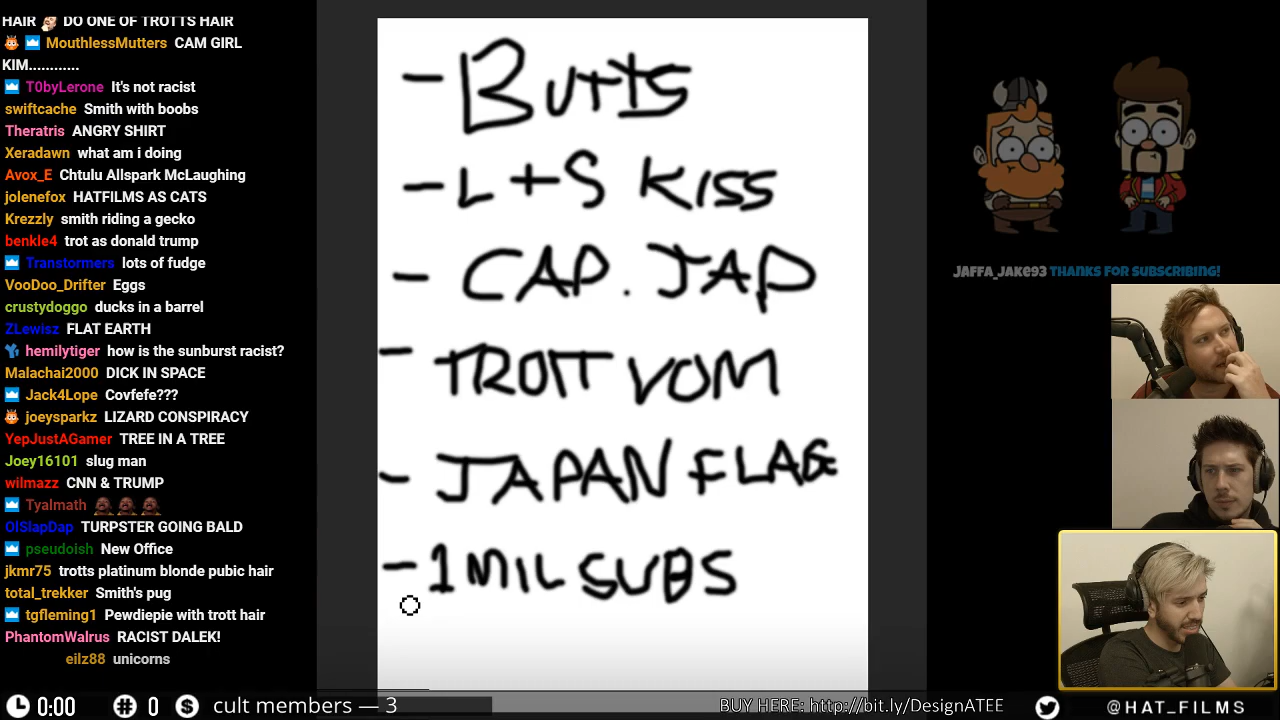 HAIR DO ONE OF TROTTS HAIR
MouthlessMutters CAM GIRL
KIM............
T0byLerone It's not racist
swiftcache Smith with boobs
Theratris ANGRY SHIRT
Xeradawn what am i doing
Avox_E Chtulu Allspark McLaughing
jolenefox HATFILMS AS CATS
Krezzly smith riding a gecko
benkle4 trot as donald trump
Transtormers lots of fudge
VooDoo_Drifter Eggs
crustydoggo ducks in a barrel
ZLewisz FLAT EARTH
hemilytiger how is the sunburst racist?
Malachai2000 DICK IN SPACE
Jack4Lope Covfefe???
joeysparkz LIZARD CONSPIRACY
YepJustAGamer TREE IN A TREE
Joey16101 slug man
wilmazz CNN & TRUMP
Tyalmath
OlSlapDap TURPSTER GOING BALD
pseudoish New Office
jkmr75 trotts platinum blonde pubic hair
total_trekker Smith's pug
tgfleming1 Pewdiepie with trott hair
PhantomWalrus RACIST DALEK!
eilz88 unicorns
- BUTTS
- L+S KISS
- CAP. JAP
- TROTT VOM
- JAPAN FLAG
- 1 MIL SUBS
JAFFA_JAKE93 THANKS FOR SUBSCRIBING!
0:00 # 0 $ cult members — 3
BUY HERE: http://bit.ly/DesignATEE
@HAT_FILMS